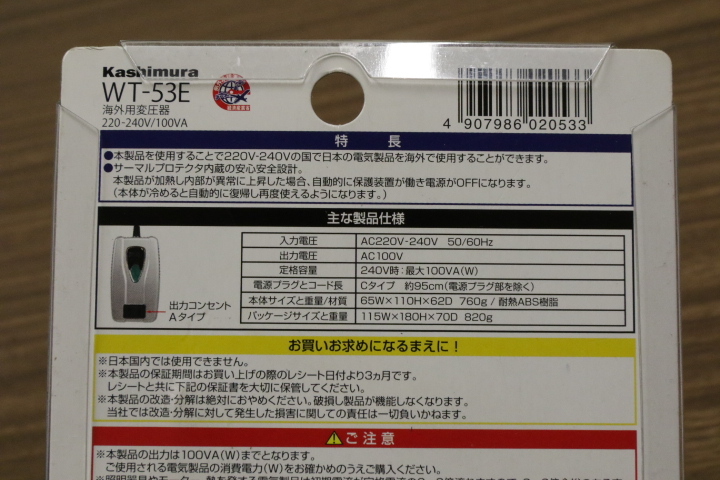 Kashimura
WT-53E
海外用変圧器
220-240V/100VA
4 907986 020533
特 長
●本製品を使用することで220V-240Vの国で日本の電気製品を海外で使用することができます。
●サーマルプロテクタ内蔵の安心安全設計。
本製品が加熱し内部が異常に上昇した場合、自動的に保護装置が働き電源がOFFになります。
(本体が冷めると自動的に復帰し再度使えるようになります。)
主な製品仕様
入力電圧 AC220V-240V 50/60Hz
出力電圧 AC100V
定格容量 240V時:最大100VA(W)
電源プラグとコード長 Cタイプ 約95cm(電源プラグ部を除く)
本体サイズと重量/材質 65W×110H×62D 760g / 耐熱ABS樹脂
パッケージサイズと重量 115W×180H×70D 820g
出力コンセント
Aタイプ
お買いお求めになるまえに!
※日本国内では使用できません。
※本製品の保証期間はお買い上げの際のレシート日付より3ヵ月です。
レシートと共に下記の保証書を大切に保管してください。
※本製品の改造・分解は絶対におやめください。破損し製品が機能しなくなります。
当社では改造・分解に対して発生した損害に関しての責任は一切負いかねます。
ご注意
※本製品の出力は100VA(W)までとなります。
ご使用される電気製品の消費電力(W)をお確かめのうえご購入ください。